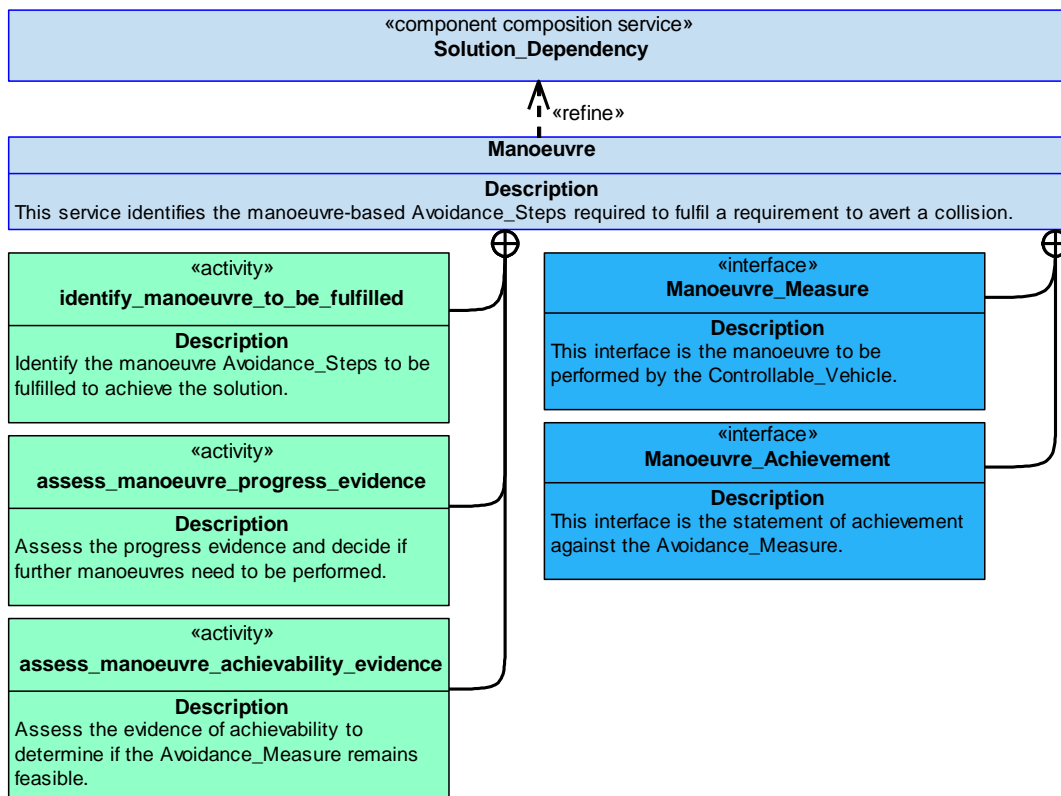 «component composition service»
Solution_Dependency
«refine»
Manoeuvre
Description
This service identifies the manoeuvre-based Avoidance_Steps required to fulfil a requirement to avert a collision.
«activity»
identify_manoeuvre_to_be_fulfilled
Description
Identify the manoeuvre Avoidance_Steps to be
fulfilled to achieve the solution.
«activity»
assess_manoeuvre_progress_evidence
Description
Assess the progress evidence and decide if
further manoeuvres need to be performed.
«activity»
assess_manoeuvre_achievability_evidence
Description
Assess the evidence of achievability to
determine if the Avoidance_Measure remains
feasible.
«interface»
Manoeuvre_Measure
Description
This interface is the manoeuvre to be
performed by the Controllable_Vehicle.
«interface»
Manoeuvre_Achievement
Description
This interface is the statement of achievement
against the Avoidance_Measure.